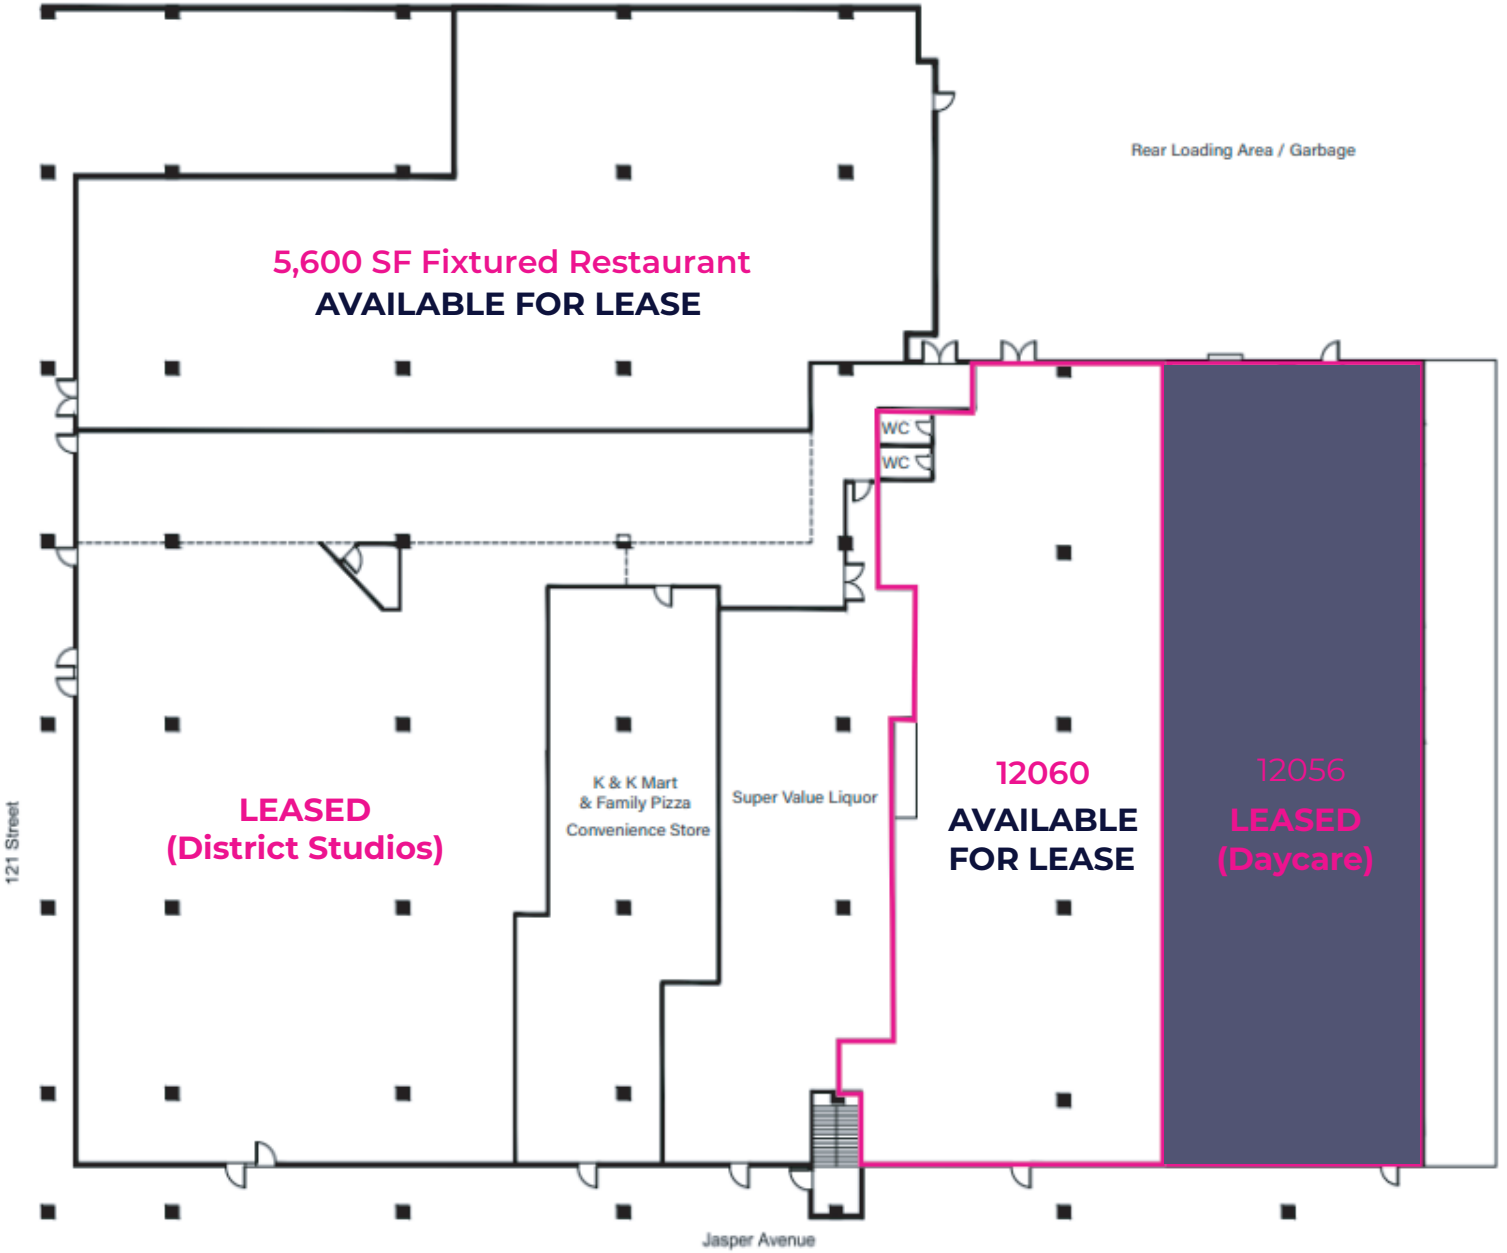 Rear Loading Area / Garbage
5,600 SF Fixtured Restaurant
AVAILABLE FOR LEASE
WC
WC
121 Street
LEASED
(District Studios)
K & K Mart
& Family Pizza
Convenience Store
Super Value Liquor
12060
AVAILABLE
FOR LEASE
12056
LEASED
(Daycare)
Jasper Avenue